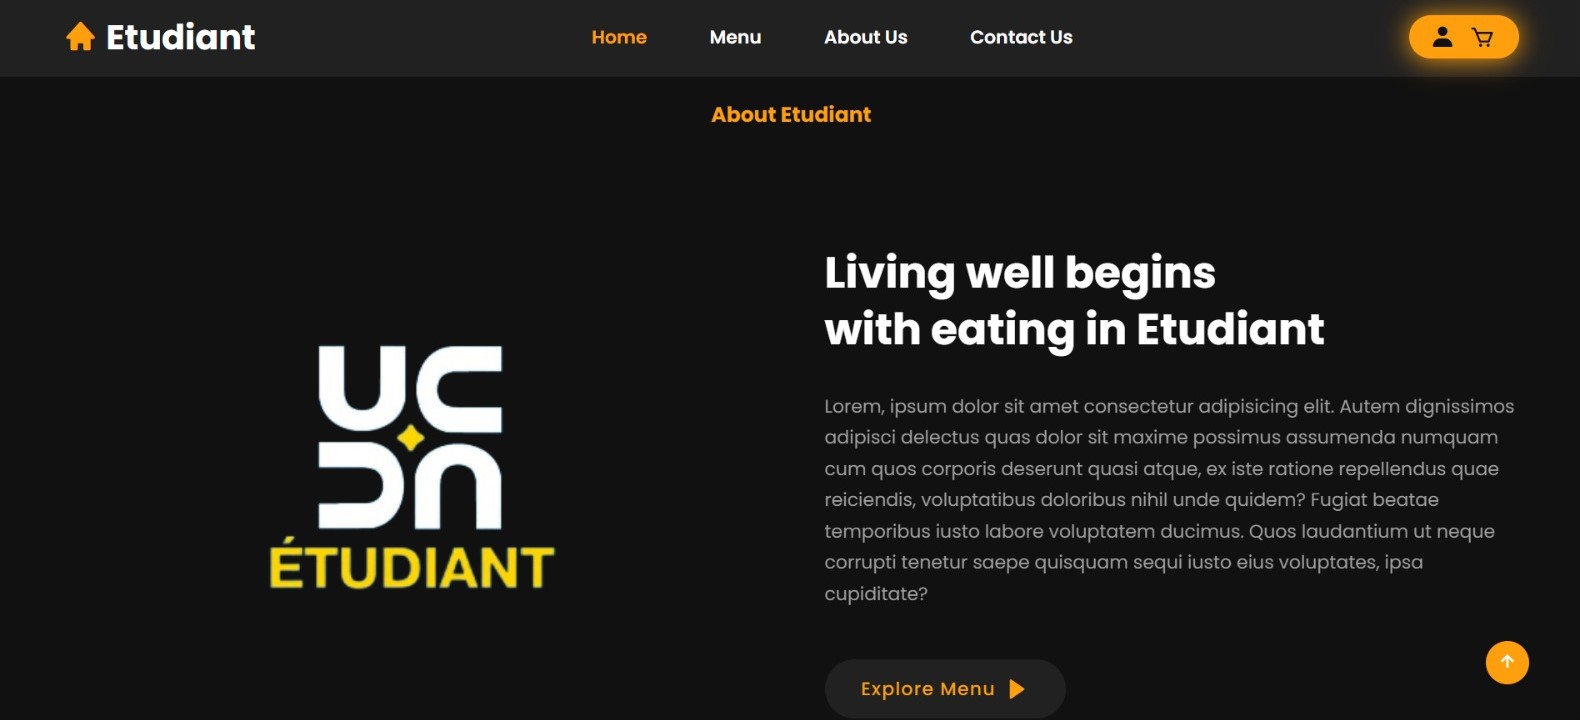 Etudiant
Home
Menu
About Us
Contact Us
About Etudiant
UC
ÉTUDIANT
Living well begins
with eating in Etudiant
Lorem, ipsum dolor sit amet consectetur adipisicing elit. Autem dignissimos
adipisci delectus quas dolor sit maxime possimus assumenda numquam
cum quos corporis deserunt quasi atque, ex iste ratione repellendus quae
reiciendis, voluptatibus doloribus nihil unde quidem? Fugiat beatae
temporibus iusto labore voluptatem ducimus. Quos laudantium ut neque
corrupti tenetur saepe quisquam sequi iusto eius voluptates, ipsa
cupiditate?
Explore Menu